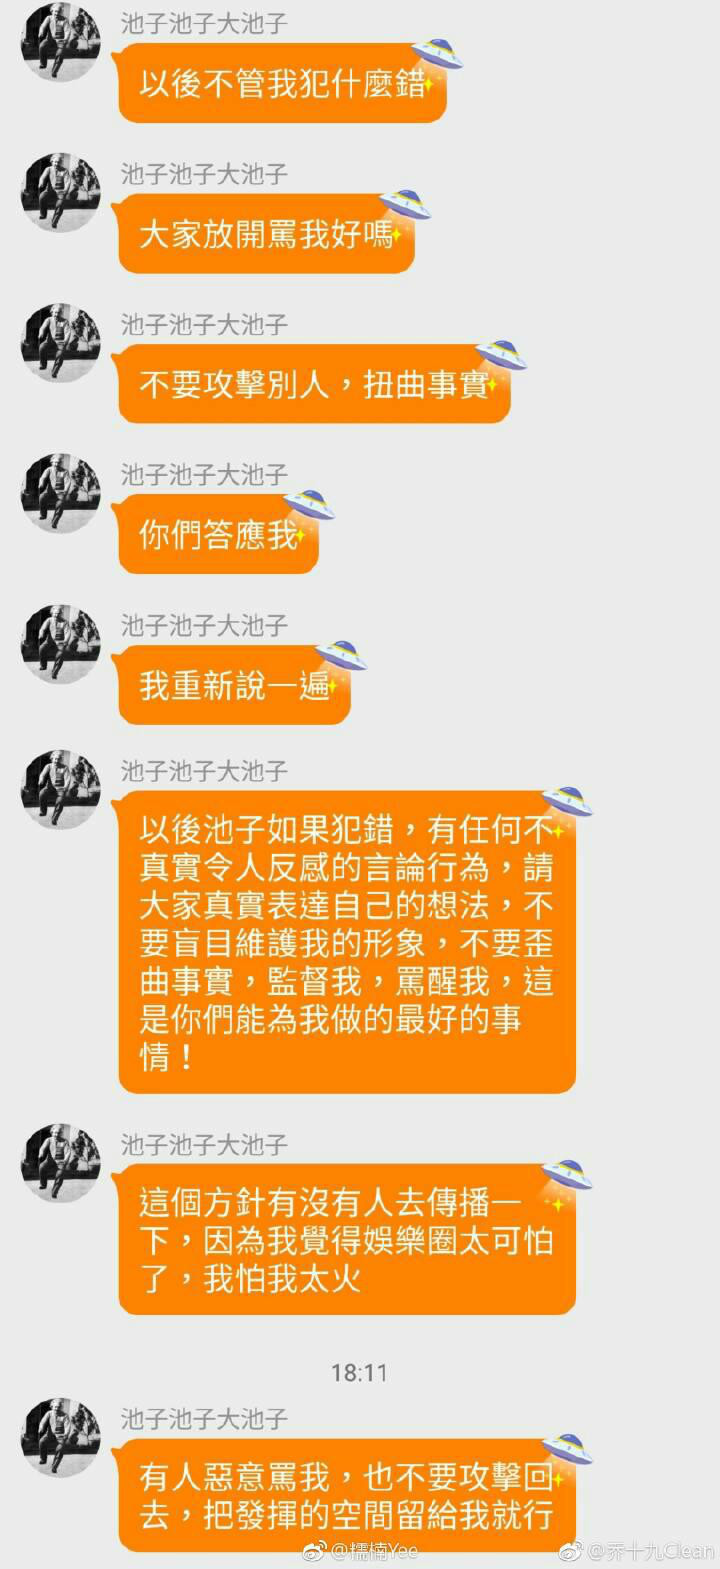 池子池子大池子
以後不管我犯什麼錯
池子池子大池子
大家放開罵我好嗎
池子池子大池子
不要攻擊別人，扭曲事實
池子池子大池子
你們答應我
池子池子大池子
我重新說一遍
池子池子大池子
以後池子如果犯錯，有任何不
真實令人反感的言論行為，請
大家真實表達自己的想法，不
要盲目維護我的形象，不要歪
曲事實，監督我，罵醒我，這
是你們能為我做的最好的事
情！
池子池子大池子
這個方針有沒有人去傳播一
下，因為我覺得娛樂圈太可怕
了，我怕我太火
18:11
池子池子大池子
有人惡意罵我，也不要攻擊回
去，把發揮的空間留給我就行
@糯楠Yee
@乔十九Clean